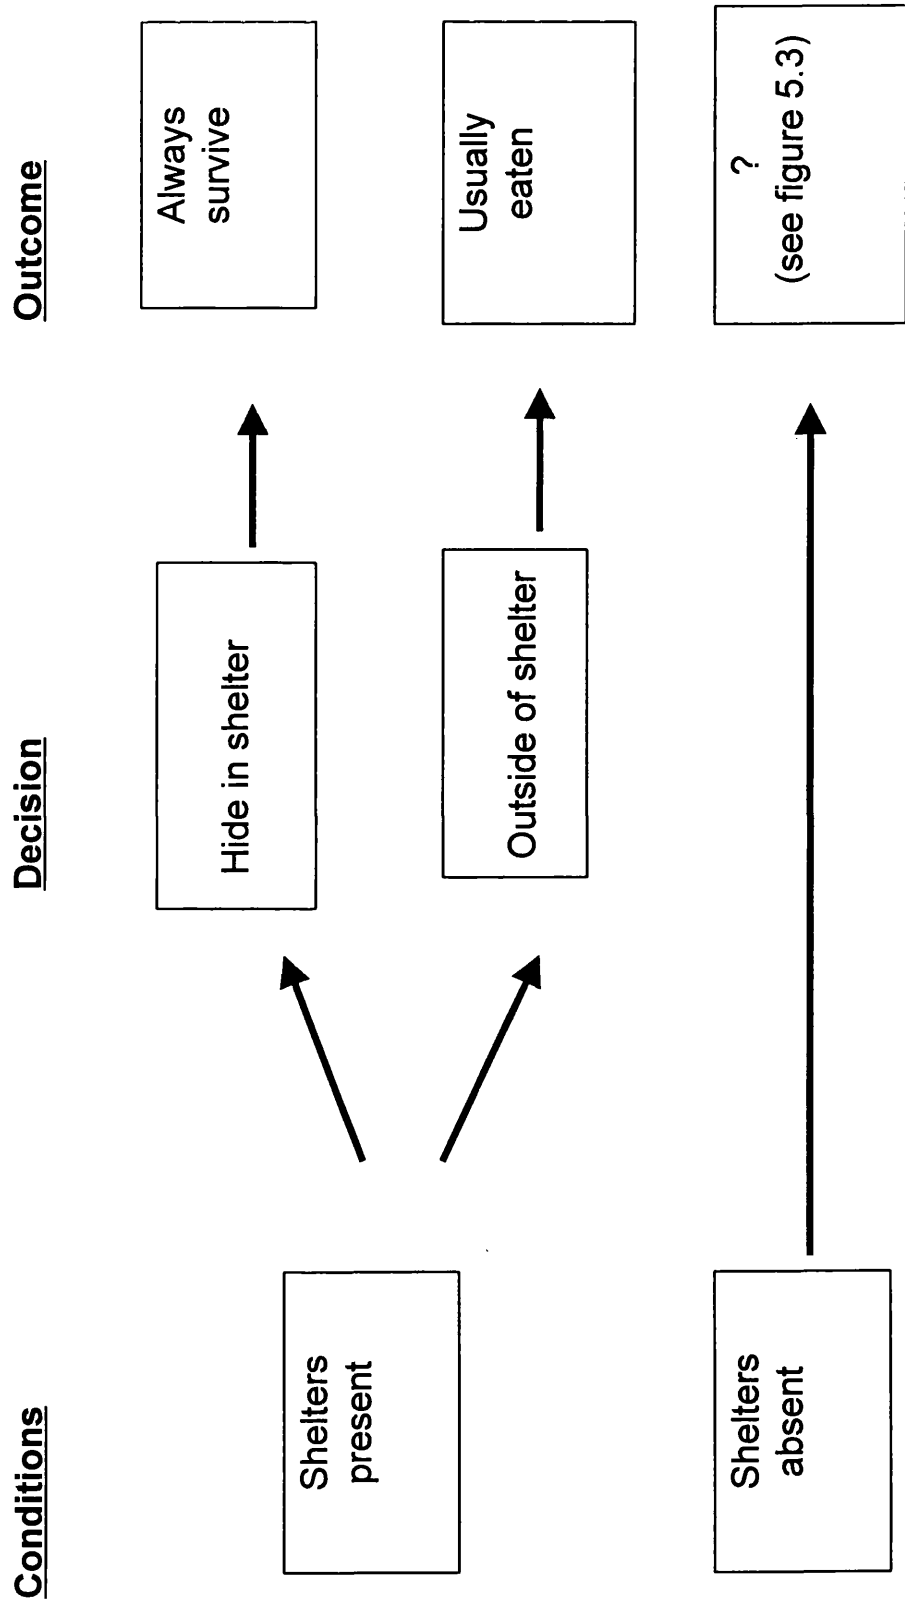 Conditions
Decision
Outcome
Shelters
present
Hide in shelter
Always
survive
Outside of shelter
Usually
eaten
Shelters
absent
?
(see figure 5.3)